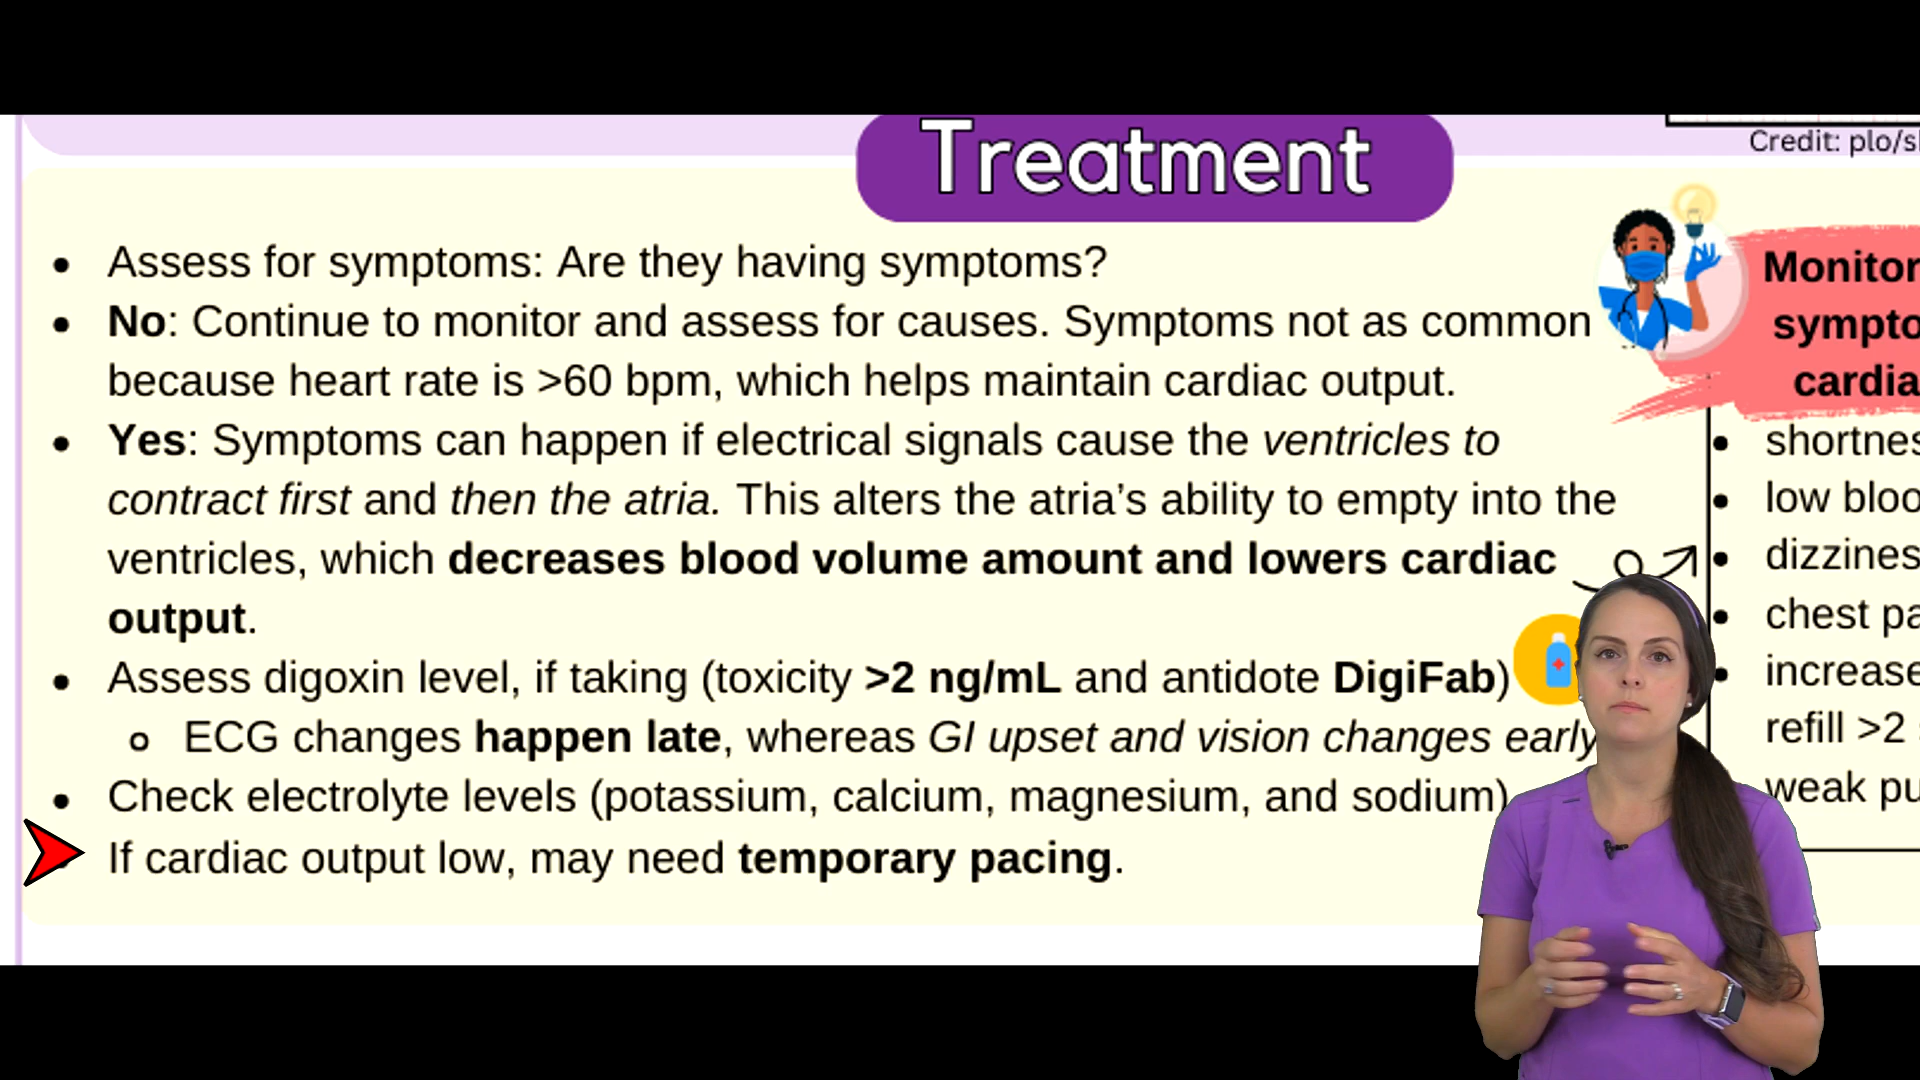 Treatment
Credit: plo/s
Assess for symptoms: Are they having symptoms?
No: Continue to monitor and assess for causes. Symptoms not as common
because heart rate is >60 bpm, which helps maintain cardiac output.
Yes: Symptoms can happen if electrical signals cause the ventricles to
contract first and then the atria. This alters the atria’s ability to empty into the
ventricles, which decreases blood volume amount and lowers cardiac
output.
Assess digoxin level, if taking (toxicity >2 ng/mL and antidote DigiFab)
ECG changes happen late, whereas GI upset and vision changes early
Check electrolyte levels (potassium, calcium, magnesium, and sodium)
If cardiac output low, may need temporary pacing.
Monitor
sympto
cardia
shortnes
low bloo
dizzines
chest pa
increase
refill >2
weak pu